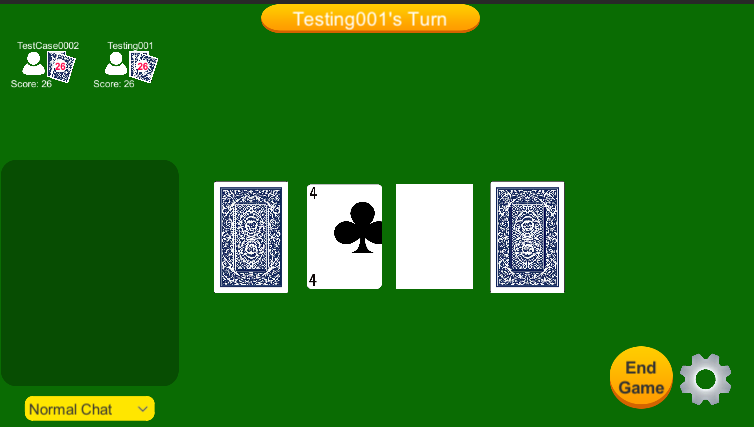 Testing001's Turn
TestCase0002
Testing001
26
26
Score: 26
Score: 26
4
4
End
Game
Normal Chat